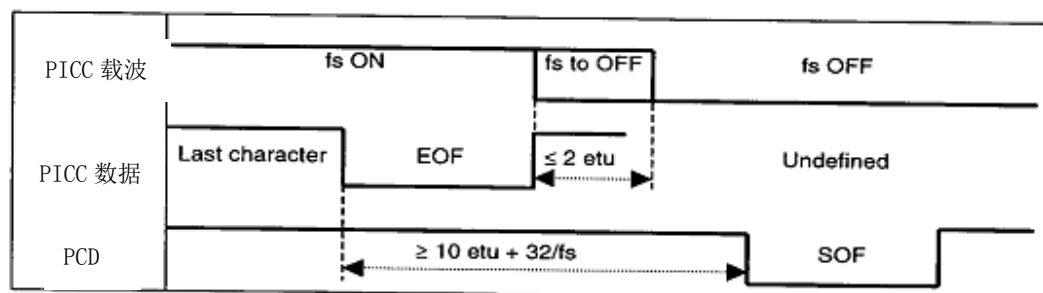 PICC 载波
fs ON
fs to OFF
fs OFF
PICC 数据
Last character
EOF
≤ 2 etu
Undefined
PCD
≥ 10 etu + 32/fs
SOF